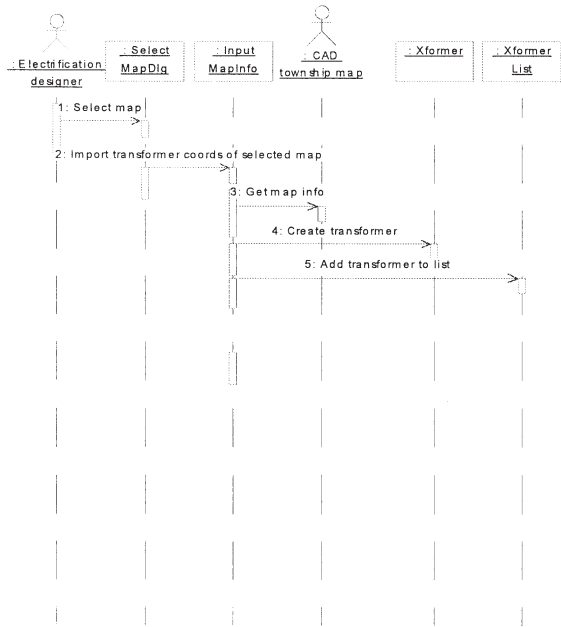 : Electrification
designer
: Select
MapDlg
: Input
MapInfo
: CAD
township map
: Xformer
: Xformer
List
1: Select map
2: Import transformer coords of selected map
3: Get map info
4: Create transformer
5: Add transformer to list